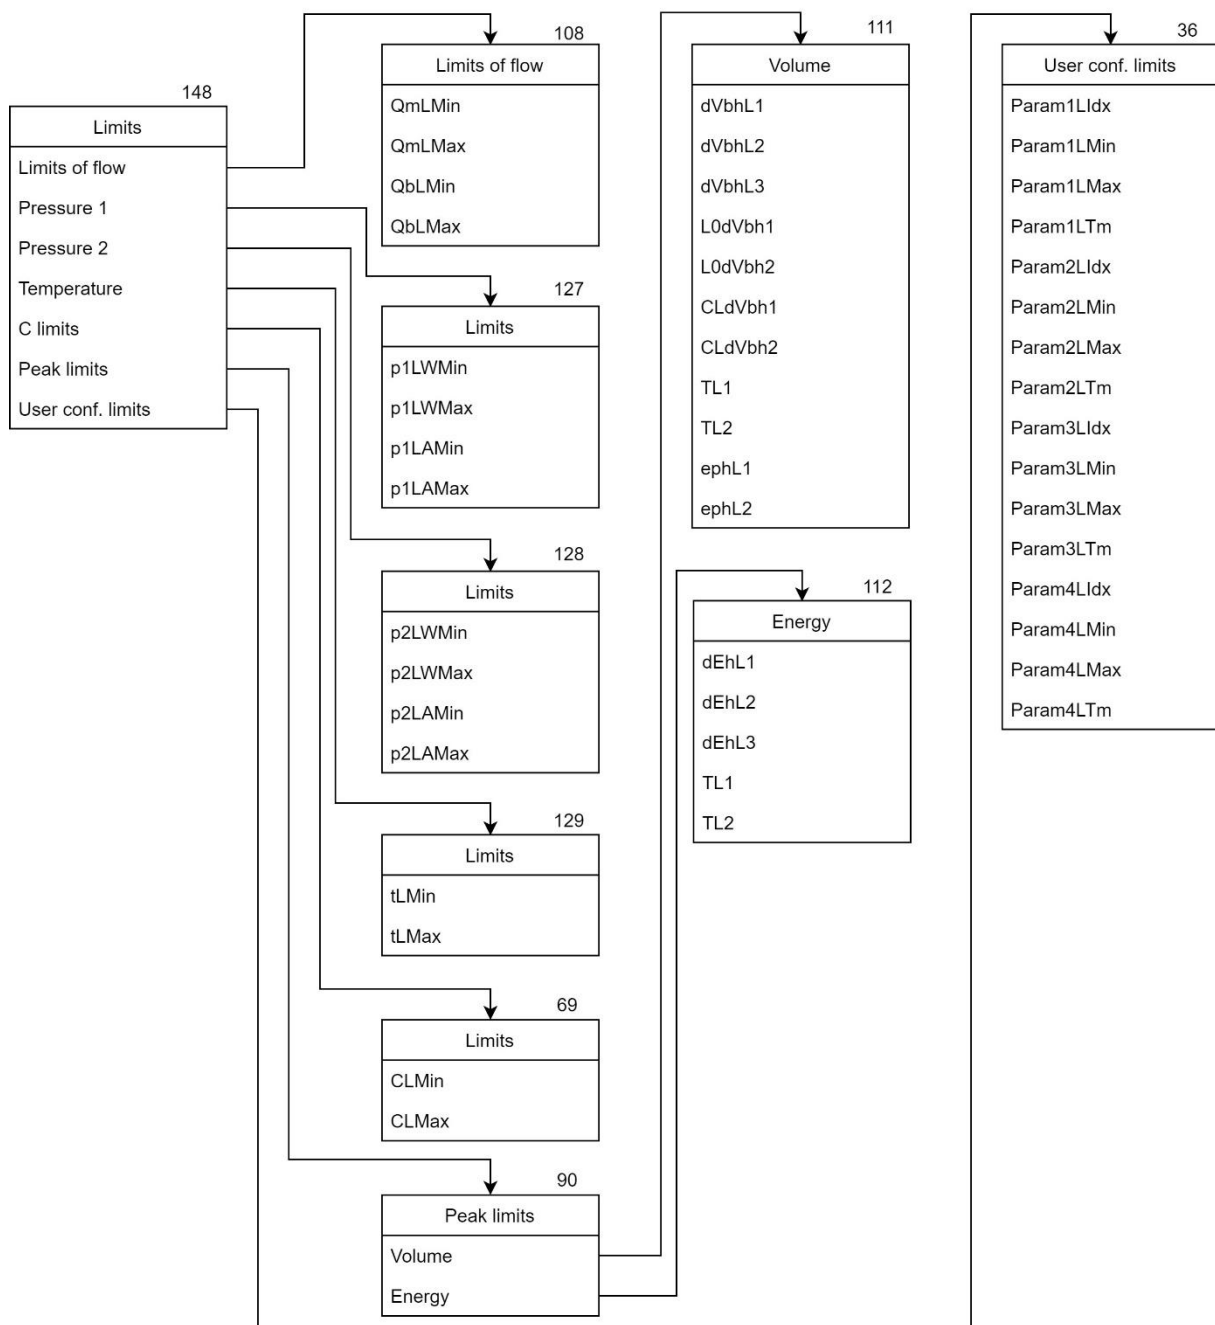 148
Limits
Limits of flow
Pressure 1
Pressure 2
Temperature
C limits
Peak limits
User conf. limits
108
Limits of flow
QmLMin
QmLMax
QbLMin
QbLMax
127
Limits
p1LWMin
p1LWMax
p1LAMin
p1LAMax
128
Limits
p2LWMin
p2LWMax
p2LAMin
p2LAMax
129
Limits
tLMin
tLMax
69
Limits
CLMin
CLMax
90
Peak limits
Volume
Energy
111
Volume
dVbhL1
dVbhL2
dVbhL3
L0dVbh1
L0dVbh2
CLdVbh1
CLdVbh2
TL1
TL2
ephL1
ephL2
112
Energy
dEhL1
dEhL2
dEhL3
TL1
TL2
36
User conf. limits
Param1LIdx
Param1LMin
Param1LMax
Param1LTm
Param2LIdx
Param2LMin
Param2LMax
Param2LTm
Param3LIdx
Param3LMin
Param3LMax
Param3LTm
Param4LIdx
Param4LMin
Param4LMax
Param4LTm